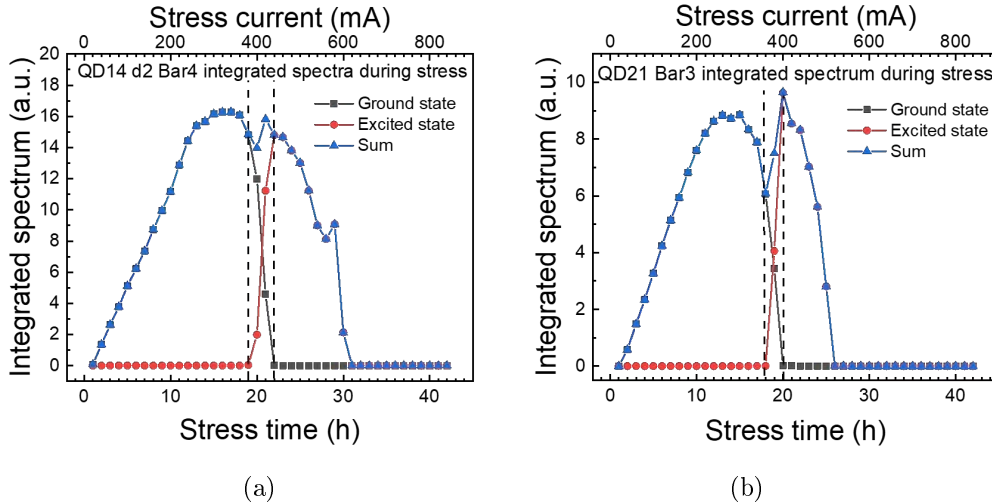 Stress current (mA)
0 200 400 600 800
QD14 d2 Bar4 integrated spectra during stress
Ground state
Excited state
Sum
Integrated spectrum (a.u.)
20
18
16
14
12
10
8
6
4
2
0
0 10 20 30 40
Stress time (h)
(a)
Stress current (mA)
0 200 400 600 800
QD21 Bar3 integrated spectrum during stress
Ground state
Excited state
Sum
Integrated spectrum (a.u.)
10
8
6
4
2
0
0 10 20 30 40
Stress time (h)
(b)